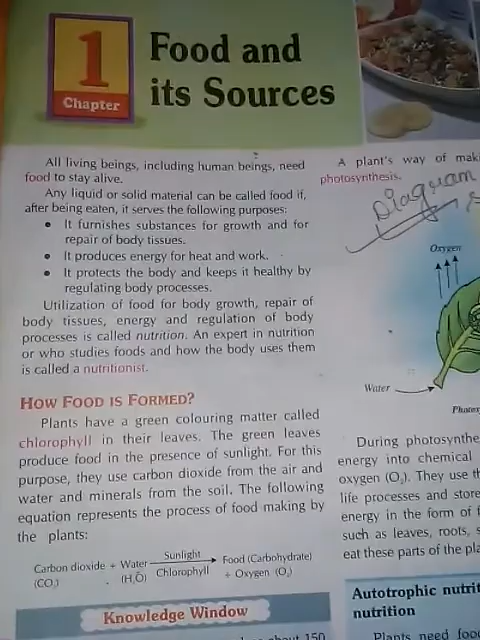 1
Chapter
Food and
its Sources
All living beings, including human beings, need
food to stay alive.
Any liquid or solid material can be called food if,
after being eaten, it serves the following purposes:
• It furnishes substances for growth and for
repair of body tissues.
• It produces energy for heat and work.
• It protects the body and keeps it healthy by
regulating body processes.
Utilization of food for body growth, repair of
body tissues, energy and regulation of body
processes is called nutrition. An expert in nutrition
or who studies foods and how the body uses them
is called a nutritionist.
HOW FOOD IS FORMED?
Plants have a green colouring matter called
chlorophyll in their leaves. The green leaves
produce food in the presence of sunlight. For this
purpose, they use carbon dioxide from the air and
water and minerals from the soil. The following
equation represents the process of food making by
the plants:
Sunlight
Carbon dioxide + Water → Food (Carbohydrate)
(CO₂) (H₂O) Chlorophyll + Oxygen (O₂)
Knowledge Window
about 150
A plant's way of
photosynthesis.
Diagram
Oxygen
Water
During
energy into chemical
oxygen (O₂). They use
life processes and
energy in the form of
such as leaves, roots,
eat these parts of the
Autotrophic
nutrition
Plants need